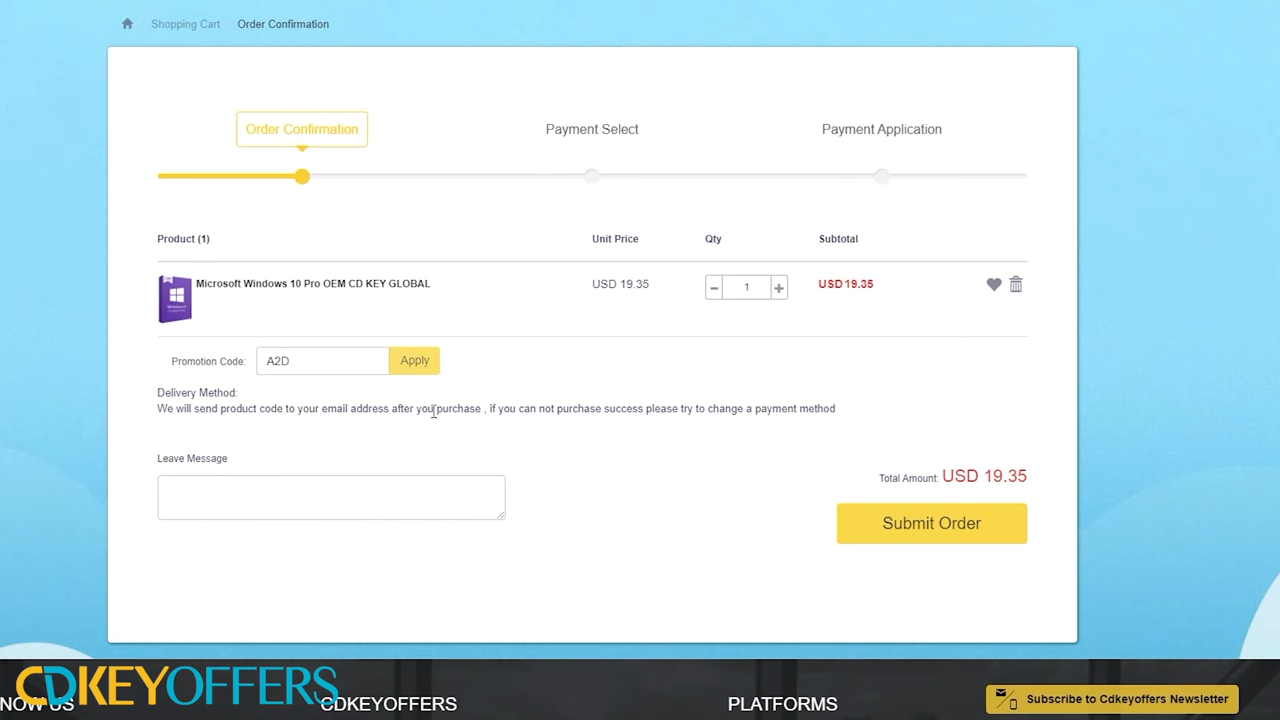 Shopping Cart Order Confirmation
Order Confirmation Payment Select Payment Application
Product (1) Unit Price Qty Subtotal
Microsoft Windows 10 Pro OEM CD KEY GLOBAL USD 19.35 − 1 + USD 19.35
Promotion Code: A2D Apply
Delivery Method:
We will send product code to your email address after you purchase , if you can not purchase success please try to change a payment method
Leave Message
Total Amount: USD 19.35
Submit Order
CDKEYOFFERS
NOW US CDKEYOFFERS PLATFORMS Subscribe to Cdkeyoffers Newsletter